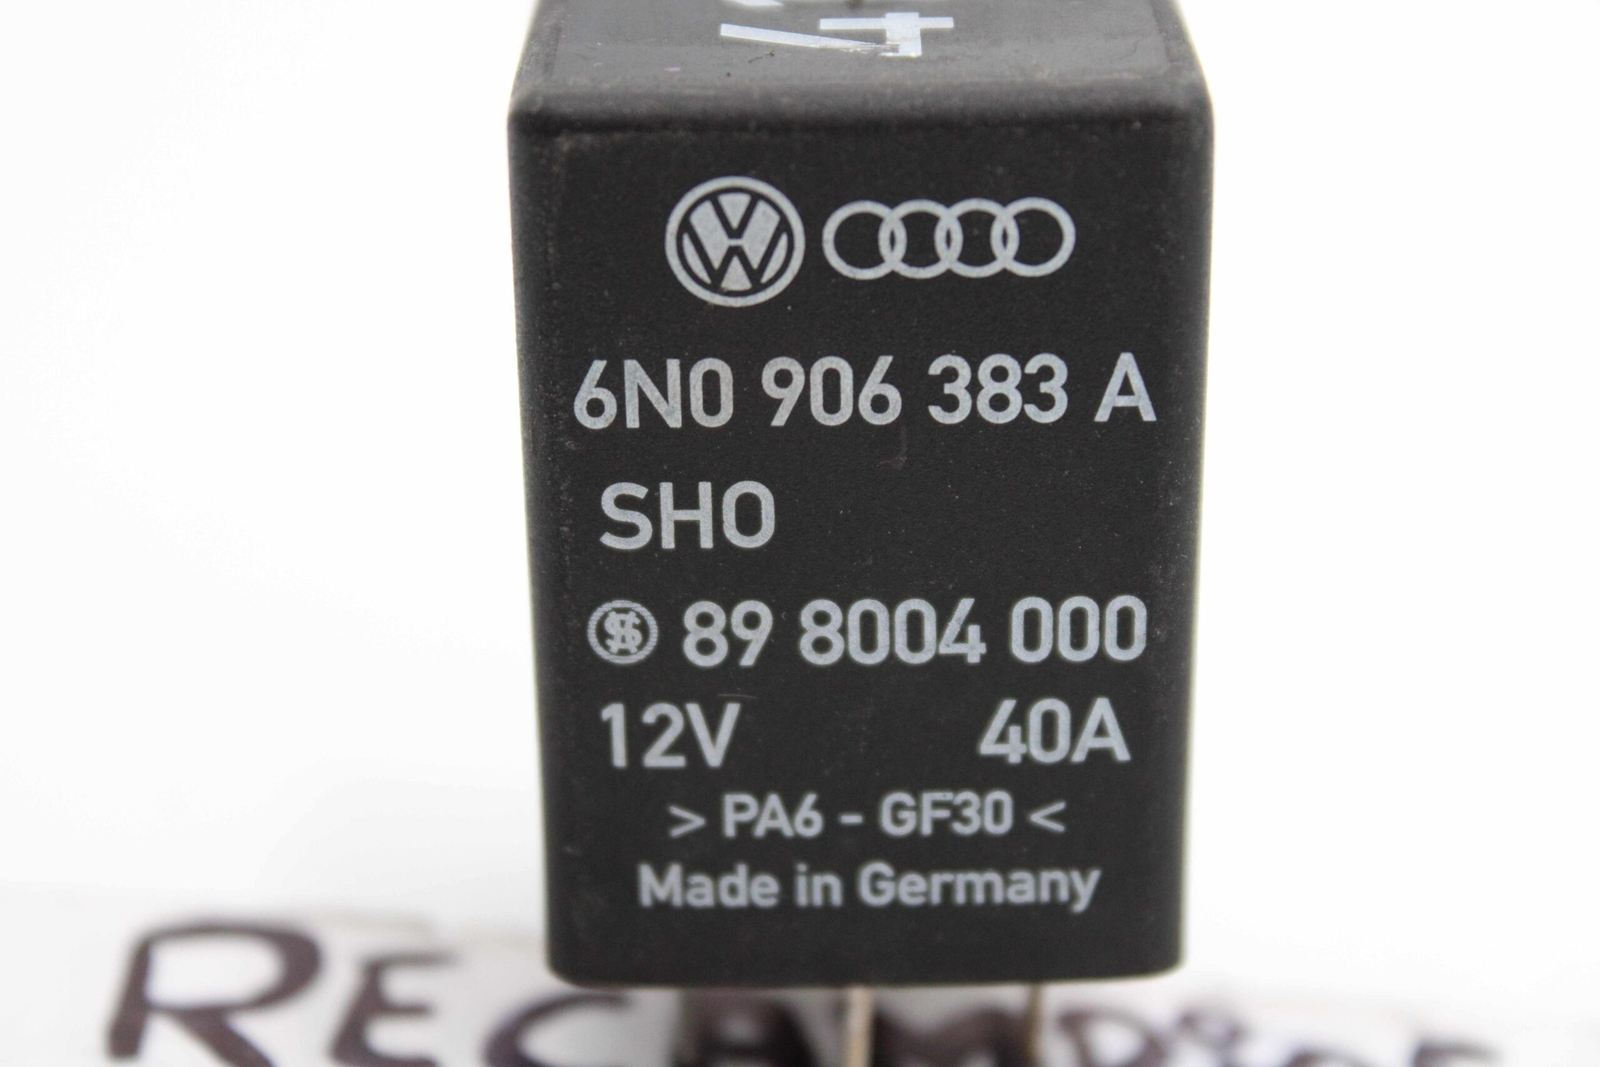 6N0 906 383 A
SHO
89 8004 000
12V 40A
> PA6 - GF30 <
Made in Germany